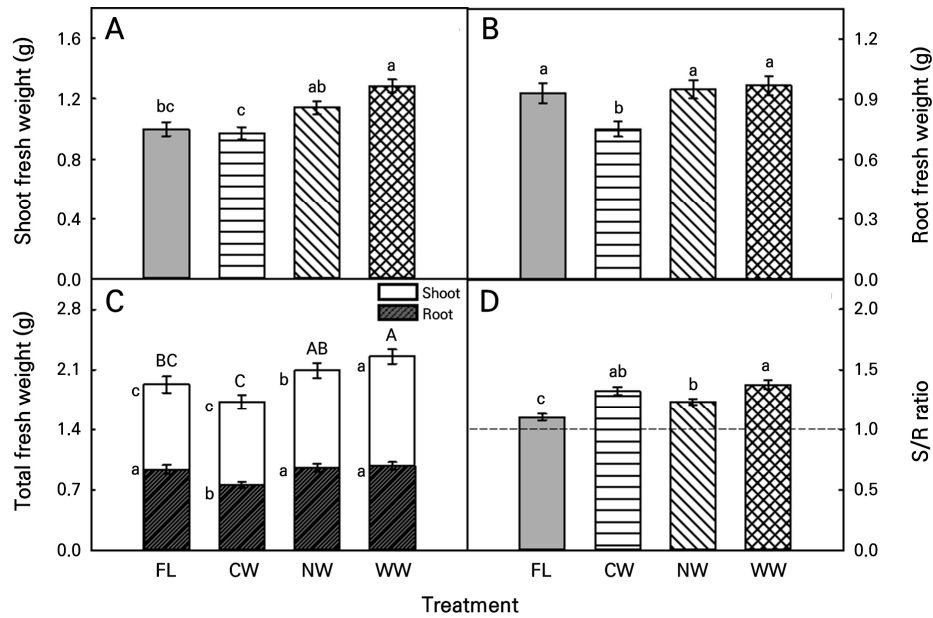 A
Shoot fresh weight (g)
1.6
1.2
0.8
0.4
0.0
bc
c
ab
a
B
Root fresh weight (g)
1.2
0.9
0.6
0.3
0.0
a
b
a
a
C
Total fresh weight (g)
2.8
2.1
1.4
0.7
0.0
Shoot
Root
BC
C
AB
A
c
c
b
a
a
b
a
a
FL
CW
NW
WW
D
S/R ratio
2.0
1.5
1.0
0.5
0.0
c
ab
b
a
FL
CW
NW
WW
Treatment